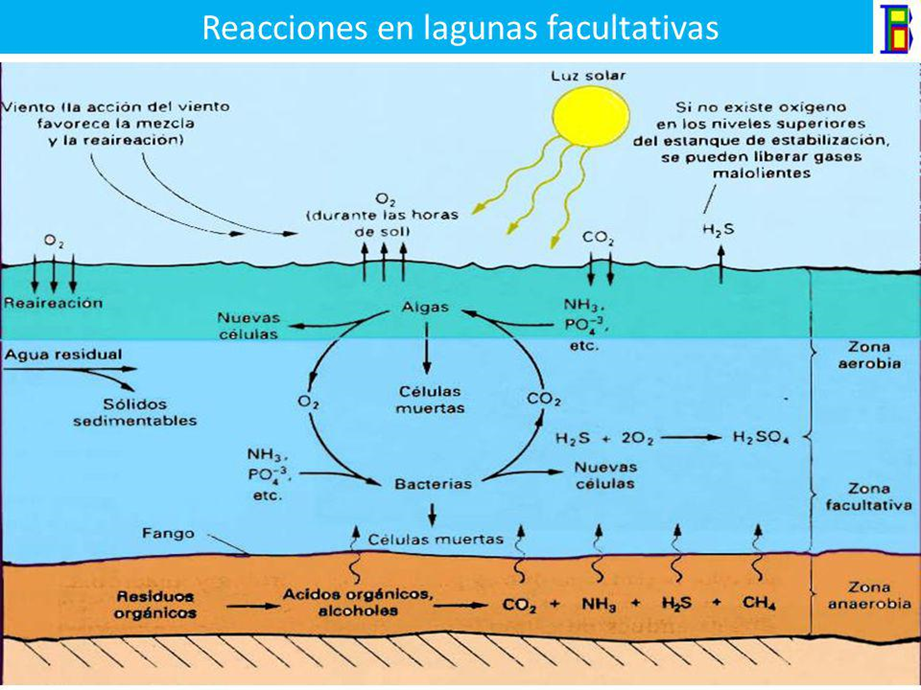 Reacciones en lagunas facultativas
Luz solar
Viento (la acción del viento
favorece la mezcla
y la reaireación)
Si no existe oxígeno
en los niveles superiores
del estanque de estabilización,
se pueden liberar gases
malolientes
O₂
(durante las horas
de sol)
O₂
CO₂
H₂S
Reaireación
Nuevas
células
Algas
NH₃,
PO₄⁻³,
etc.
Zona
aerobia
Agua residual
Sólidos
sedimentables
O₂
Células
muertas
CO₂
H₂S + 2O₂ → H₂SO₄
NH₃,
PO₄⁻³,
etc.
Bacterias
Nuevas
células
Zona
facultativa
Fango
Células muertas
Residuos
orgánicos
Acidos orgánicos,
alcoholes
CO₂ + NH₃ + H₂S + CH₄
Zona
anaerobia